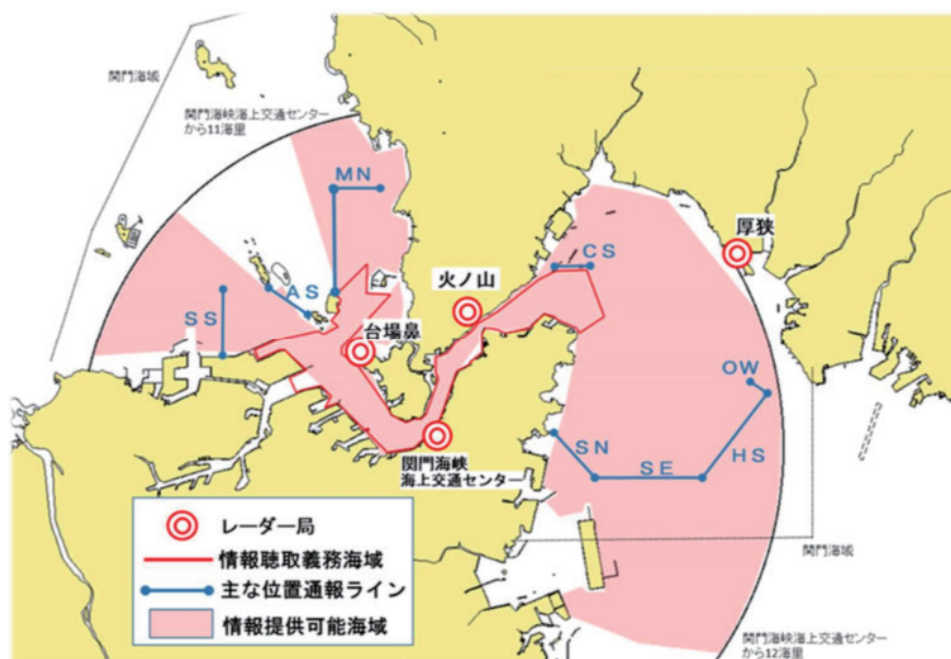 関門海域
関門海峡海上交通センター
から11海里
MN
厚狭
CS
火ノ山
AS
SS
台場鼻
OW
SN
SE
HS
関門海峡
海上交通センター
レーダー局
情報聴取義務海域
主な位置通報ライン
情報提供可能海域
関門海域
関門海峡海上交通センター
から12海里